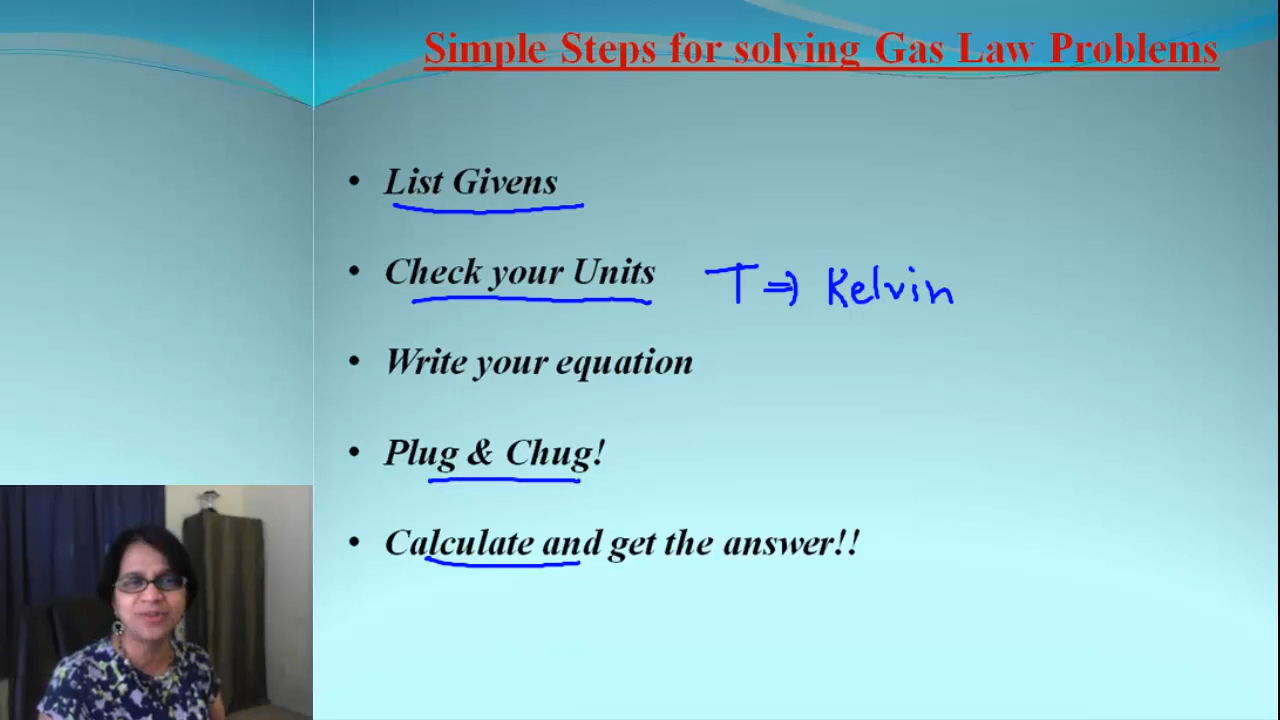 Simple Steps for solving Gas Law Problems
• List Givens
• Check your Units T ⇒ Kelvin
• Write your equation
• Plug & Chug!
• Calculate and get the answer!!